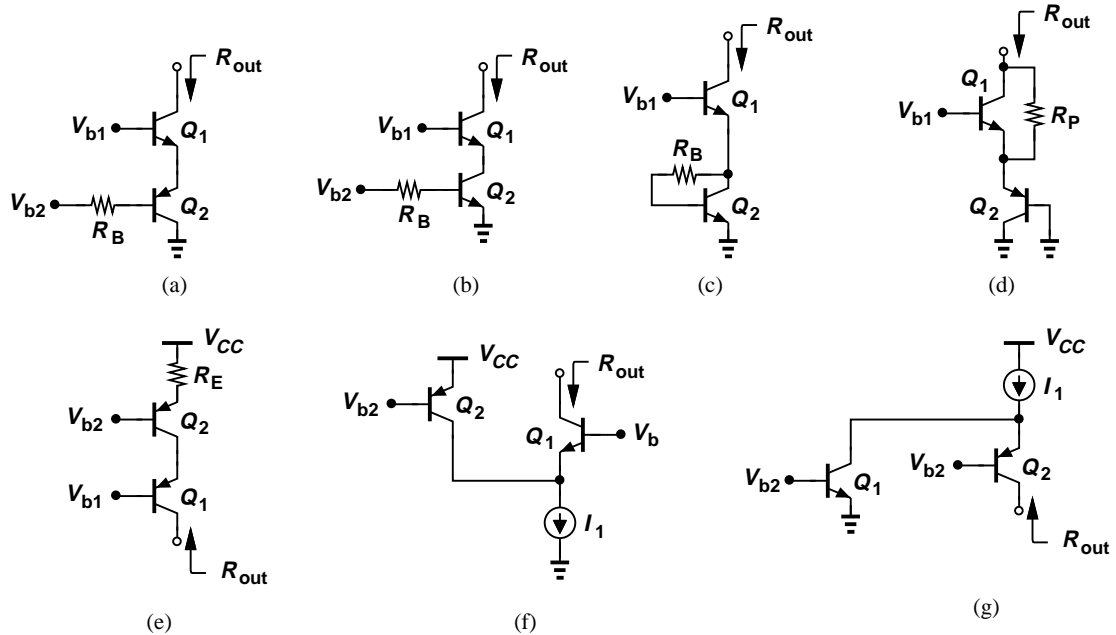 R_out
V_b1
Q_1
V_b2
R_B
Q_2
(a)
R_out
V_b1
Q_1
V_b2
R_B
Q_2
(b)
R_out
V_b1
Q_1
R_B
Q_2
(c)
R_out
Q_1
V_b1
R_P
Q_2
(d)
V_CC
R_E
V_b2
Q_2
V_b1
Q_1
R_out
(e)
V_CC
R_out
V_b2
Q_2
Q_1
V_b
I_1
(f)
V_CC
I_1
V_b2
Q_1
V_b2
Q_2
R_out
(g)